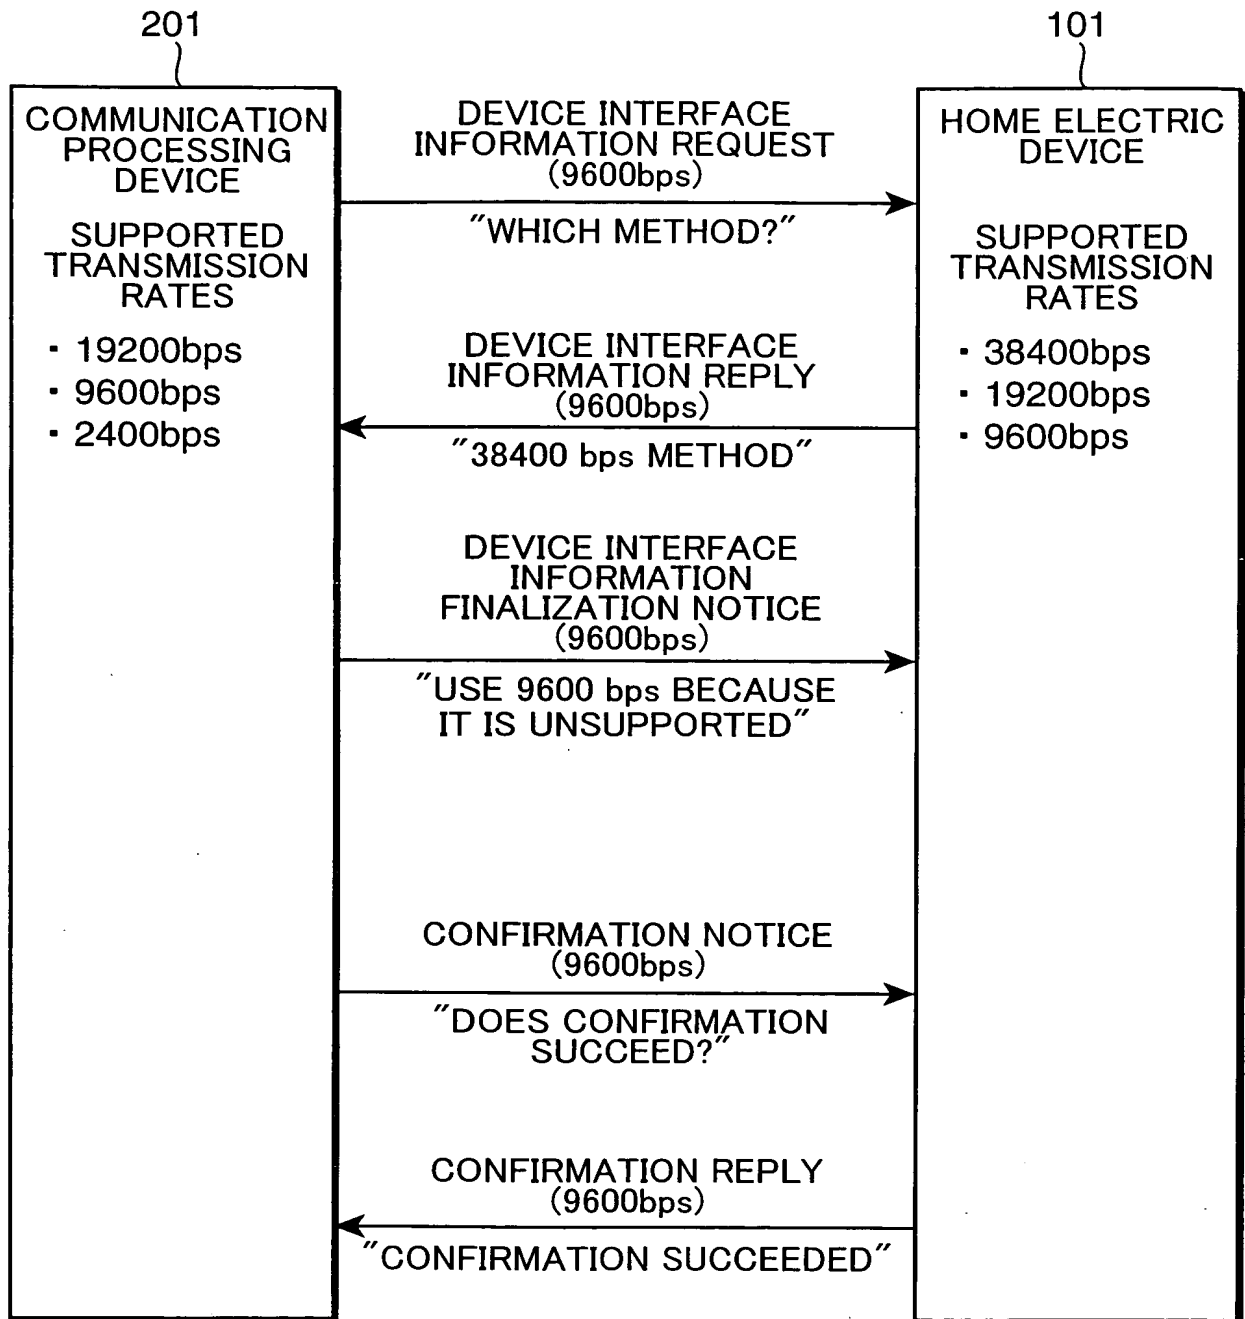 201
101
COMMUNICATION
PROCESSING
DEVICE
SUPPORTED
TRANSMISSION
RATES
・19200bps
・9600bps
・2400bps
DEVICE INTERFACE
INFORMATION REQUEST
(9600bps)
"WHICH METHOD?"
DEVICE INTERFACE
INFORMATION REPLY
(9600bps)
"38400 bps METHOD"
DEVICE INTERFACE
INFORMATION
FINALIZATION NOTICE
(9600bps)
"USE 9600 bps BECAUSE
IT IS UNSUPPORTED"
CONFIRMATION NOTICE
(9600bps)
"DOES CONFIRMATION
SUCCEED?"
CONFIRMATION REPLY
(9600bps)
"CONFIRMATION SUCCEEDED"
HOME ELECTRIC
DEVICE
SUPPORTED
TRANSMISSION
RATES
・38400bps
・19200bps
・9600bps